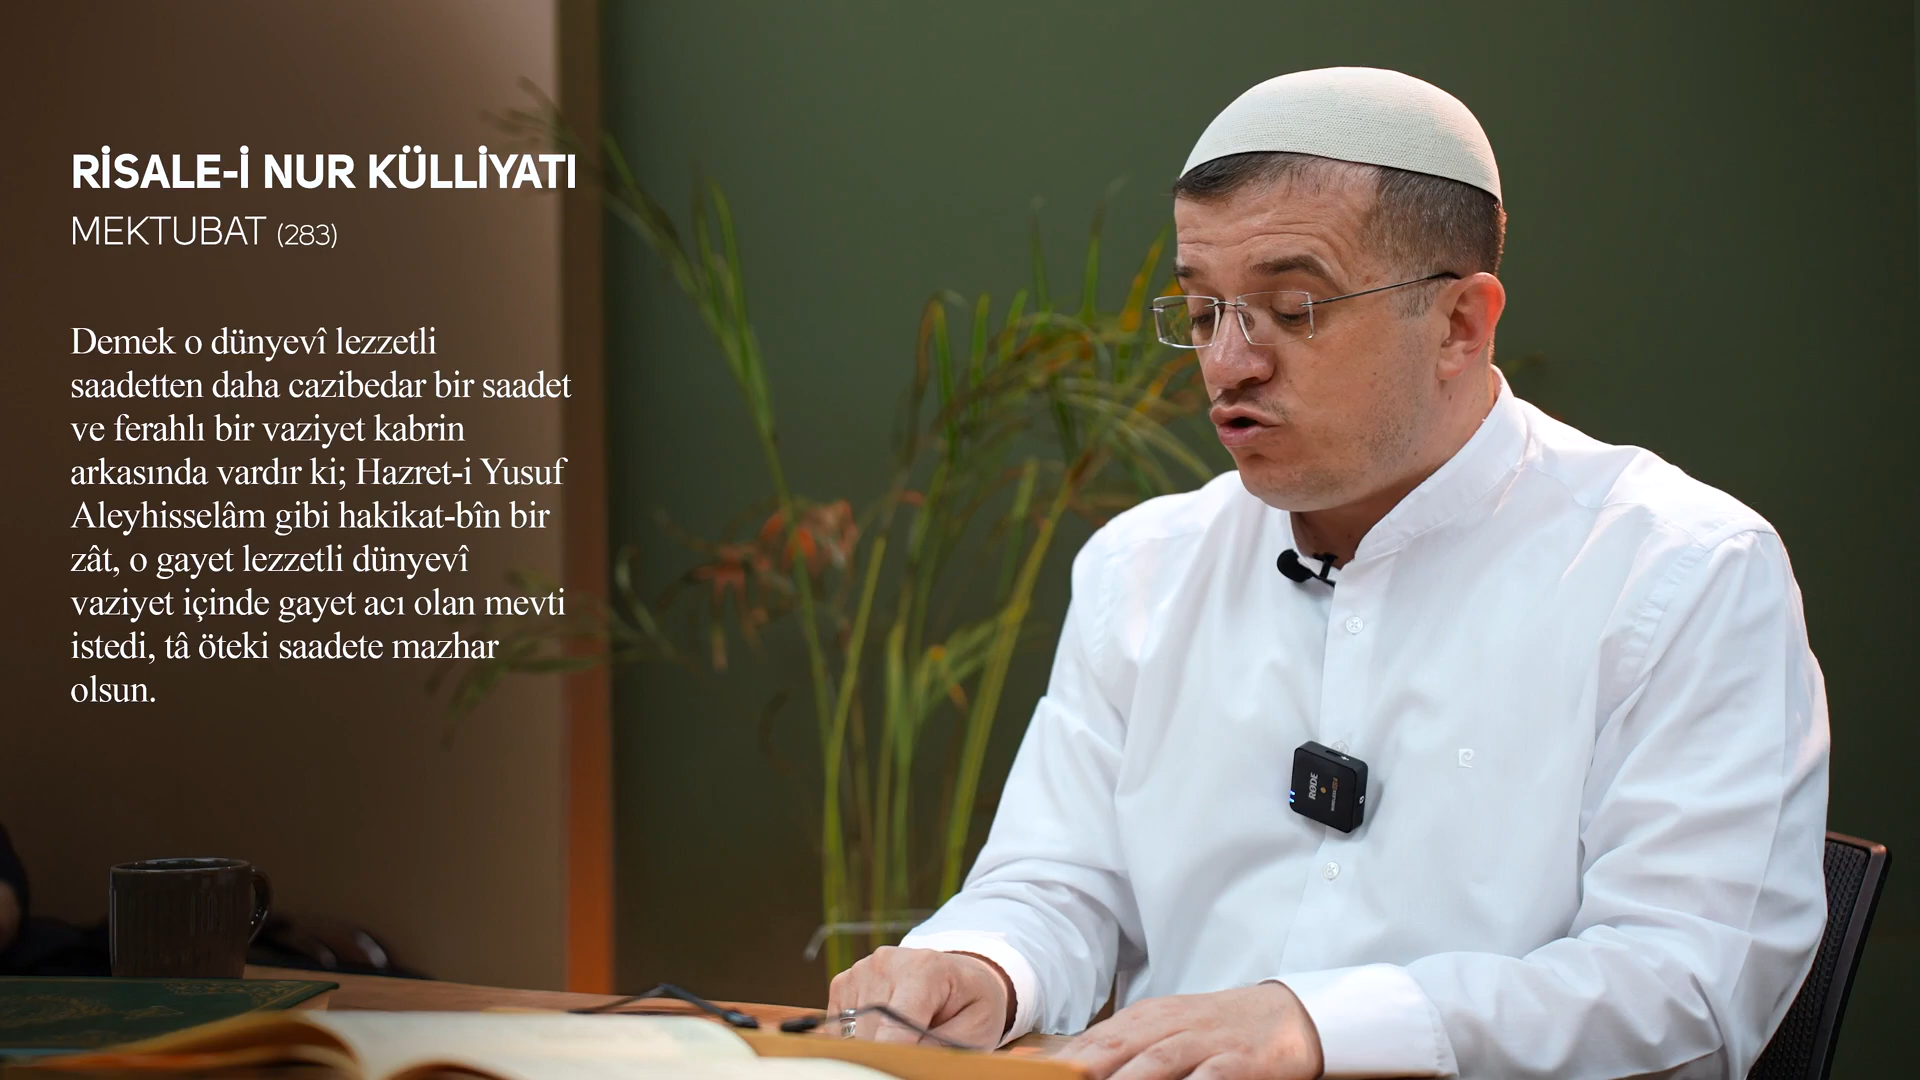 RİSALE-İ NUR KÜLLİYATI
MEKTUBAT (283)
Demek o dünyevî lezzetli
saadetten daha cazibedar bir saadet
ve ferahlı bir vaziyet kabrin
arkasında vardır ki; Hazret-i Yusuf
Aleyhisselâm gibi hakikat-bîn bir
zât, o gayet lezzetli dünyevî
vaziyet içinde gayet acı olan mevti
istedi, tâ öteki saadete mazhar
olsun.
RØDE